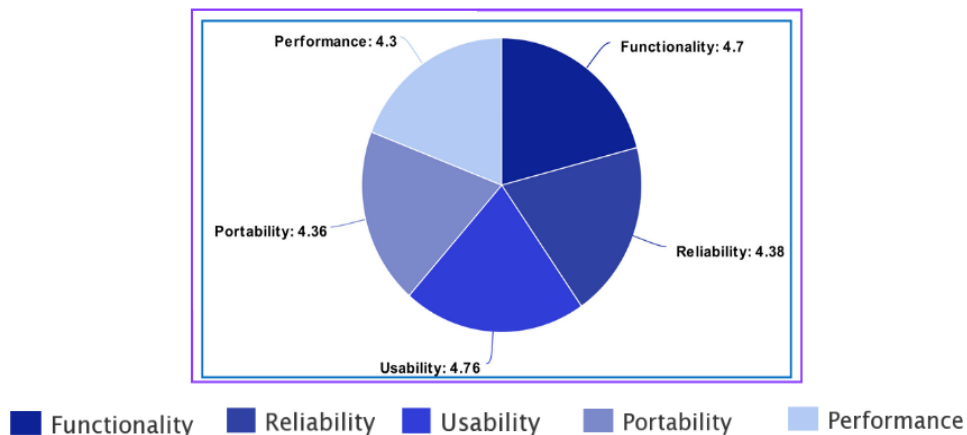 Performance: 4.3
Functionality: 4.7
Portability: 4.36
Reliability: 4.38
Usability: 4.76
Functionality Reliability Usability Portability Performance